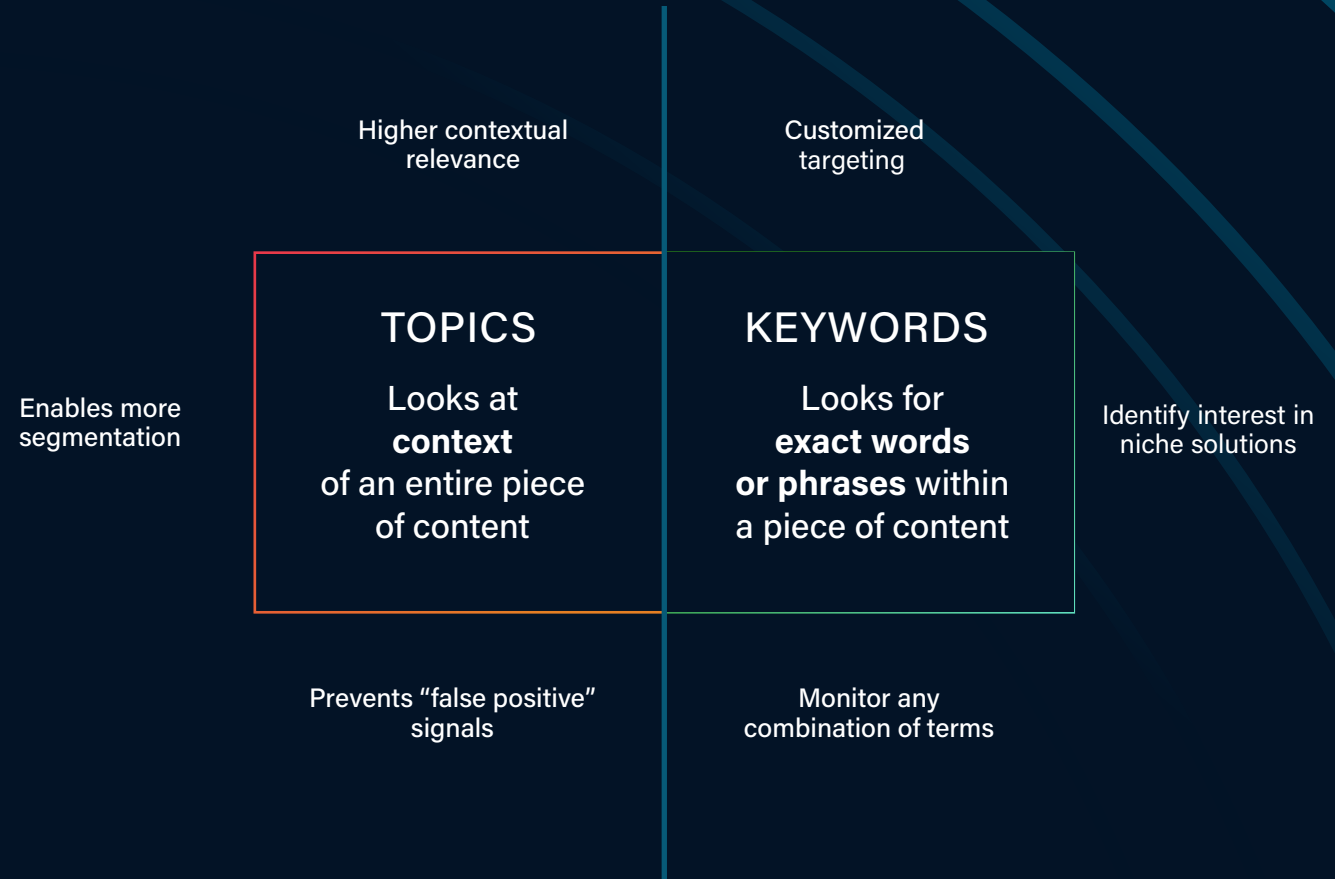 Higher contextual
relevance
Enables more
segmentation
TOPICS
Looks at
context
of an entire piece
of content
Prevents “false positive”
signals
Customized
targeting
KEYWORDS
Looks for
exact words
or phrases within
a piece of content
Identify interest in
niche solutions
Monitor any
combination of terms